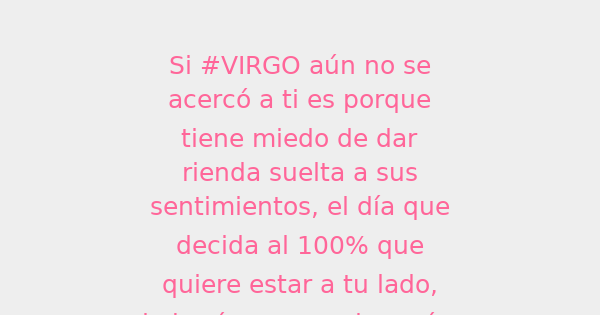 Si #VIRGO aún no se
acercó a ti es porque
tiene miedo de dar
rienda suelta a sus
sentimientos, el día que
decida al 100% que
quiere estar a tu lado,